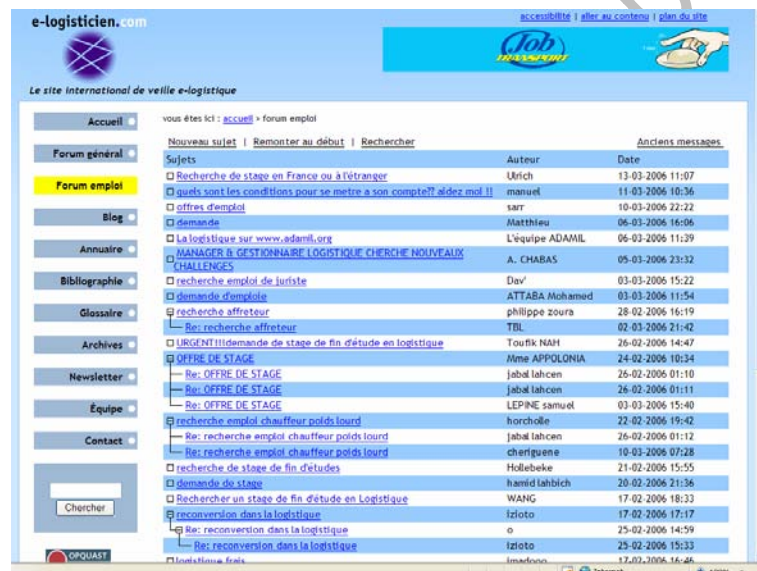 e-logisticien.com
accessibilité | aller au contenu | plan du site
Job
TRANSPORT
Le site international de veille e-logistique
vous êtes ici : accueil > forum emploi
Accueil
Forum général
Forum emploi
Blog
Annuaire
Bibliographie
Glossaire
Archives
Newsletter
Équipe
Contact
Chercher
OPQUAST
Nouveau sujet | Remonter au début | Rechercher Anciens messages
Sujets Auteur Date
Recherche de stage en France ou à l'étranger Ulrich 13-03-2006 11:07
quels sont les conditions pour se metre a son compte?? aidez moi !! manuel 11-03-2006 10:36
offres d'emploi sarr 10-03-2006 22:22
demande Matthieu 06-03-2006 16:06
La logistique sur www.adamil.org L'équipe ADAMIL 06-03-2006 11:39
MANAGER & GESTIONNAIRE LOGISTIQUE CHERCHE NOUVEAUX
CHALLENGES A. CHABAS 05-03-2006 23:32
recherche emploi de juriste Dav' 03-03-2006 15:22
demande d'emploie ATTABA Mohamed 03-03-2006 11:54
recherche affreteur philippe zoura 28-02-2006 16:19
Re: recherche affreteur TBL 02-03-2006 21:42
URGENT!!!demande de stage de fin d'étude en logistique Toufik NAH 26-02-2006 14:47
OFFRE DE STAGE Mme APPOLONIA 24-02-2006 10:34
Re: OFFRE DE STAGE jabal lahcen 26-02-2006 01:10
Re: OFFRE DE STAGE jabal lahcen 26-02-2006 01:11
Re: OFFRE DE STAGE LEPINE samuel 03-03-2006 15:40
recherche emploi chauffeur poids lourd horcholle 22-02-2006 19:42
Re: recherche emploi chauffeur poids lourd jabal lahcen 26-02-2006 01:12
Re: recherche emploi chauffeur poids lourd cheriguene 10-03-2006 07:28
recherche de stage de fin d'études Hollebeke 21-02-2006 15:55
demande de stage hamid lahbich 20-02-2006 21:36
Rechercher un stage de fin d'étude en Logistique WANG 17-02-2006 18:33
reconversion dans la logistique izioto 17-02-2006 17:17
Re: reconversion dans la logistique o 25-02-2006 14:59
Re: reconversion dans la logistique izioto 25-02-2006 15:33
logistique frais imadooo 17-02-2006 16:46
Internet